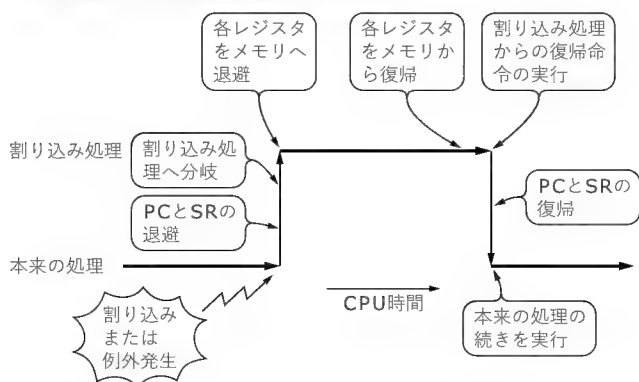 各レジスタ
をメモリへ
退避
各レジスタ
をメモリか
ら復帰
割り込み処理
からの復帰命
令の実行
割り込み処理
割り込み処
理へ分岐
PCとSRの
退避
PCとSRの
復帰
本来の処理
CPU時間
割り込み
または
例外発生
本来の処理の
続きを実行